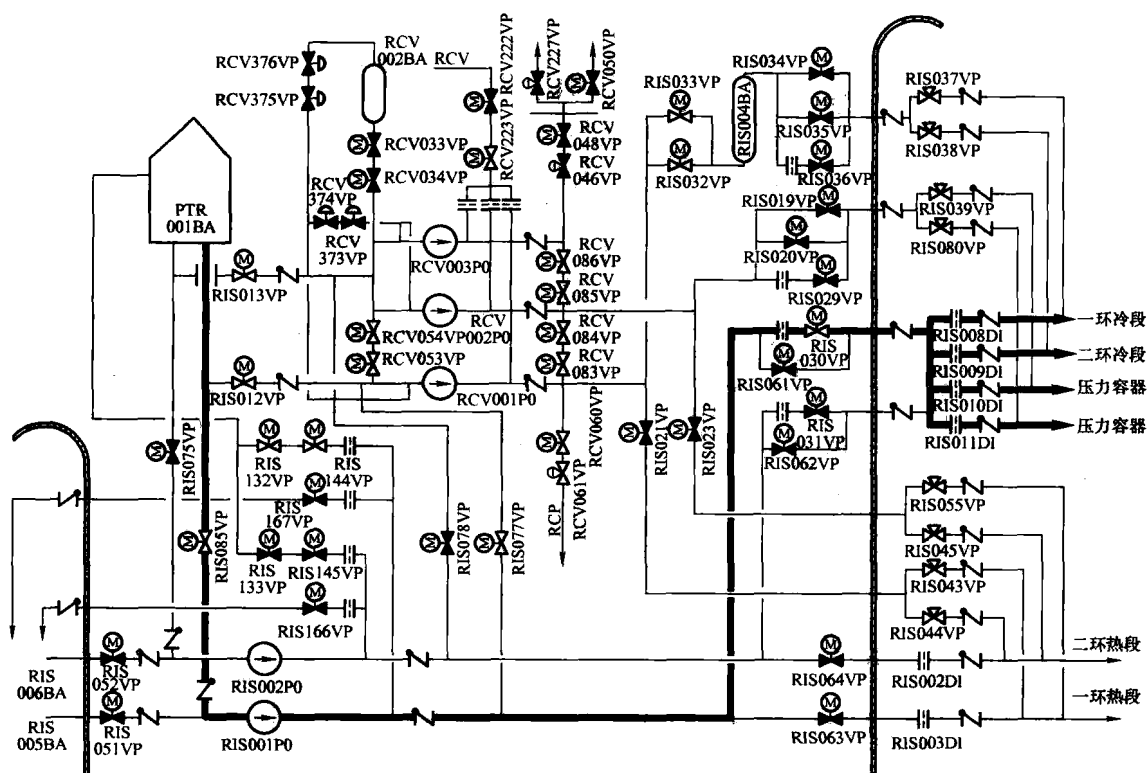 RCV376VP
RCV375VP
RCV
002BA
RCV
RCV222VP
RCV223VP
RCV227VP
RCV050VP
RCV033VP
RCV034VP
RCV
048VP
RCV
046VP
RCV
374VP
RCV
373VP
RIS033VP
RIS032VP
RIS004BA
RIS034VP
RIS035VP
RIS036VP
RIS037VP
RIS038VP
RIS019VP
RIS020VP
RIS029VP
RIS039VP
RIS080VP
PTR
001BA
RIS013VP
RCV003P0
RCV
086VP
RCV
085VP
RCV
084VP
RCV
083VP
RCV054VP
RCV
002P0
RCV053VP
RIS012VP
RCV001P0
RIS
030VP
RIS061VP
RIS
031VP
RIS062VP
RIS008DI
RIS009DI
RIS010DI
RIS011DI
一环冷段
二环冷段
压力容器
压力容器
RIS075VP
RIS
132VP
RIS
144VP
RIS
167VP
RIS085VP
RIS
133VP
RIS145VP
RIS166VP
RIS078VP
RIS077VP
RCP
RCV060VP
RCV061VP
RIS021VP
RIS023VP
RIS055VP
RIS045VP
RIS043VP
RIS044VP
RIS
006BA
RIS
052VP
RIS002P0
RIS064VP
RIS002DI
二环热段
RIS
005BA
RIS
051VP
RIS001P0
RIS063VP
RIS003DI
一环热段